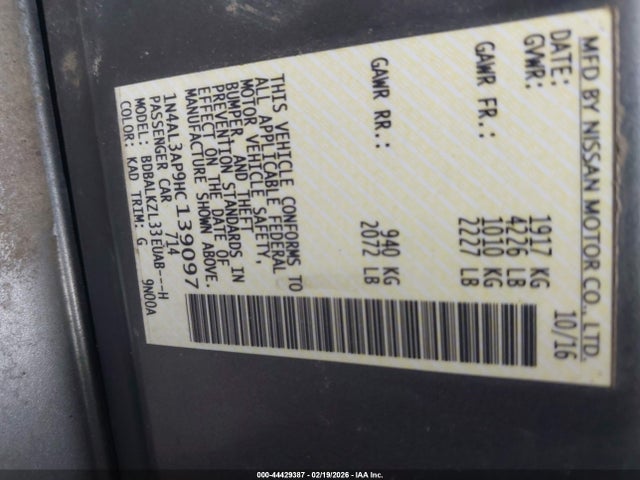 MFD BY NISSAN MOTOR CO., LTD.
DATE: 10/16
GVWR: 1917 KG
4226 LB
GAWR FR.: 1010 KG
2227 LB
GAWR RR.: 940 KG
2072 LB
THIS VEHICLE CONFORMS TO
ALL APPLICABLE FEDERAL
MOTOR VEHICLE SAFETY,
BUMPER, AND THEFT
PREVENTION STANDARDS IN
EFFECT ON THE DATE OF
MANUFACTURE SHOWN ABOVE.
1N4AL3AP9HC139097
PASSENGER CAR 714
MODEL: BDBALKZL33EUAB---H
COLOR: KAD TRIM: G 9N00A
000-44429387 - 02/19/2026 - IAA Inc.